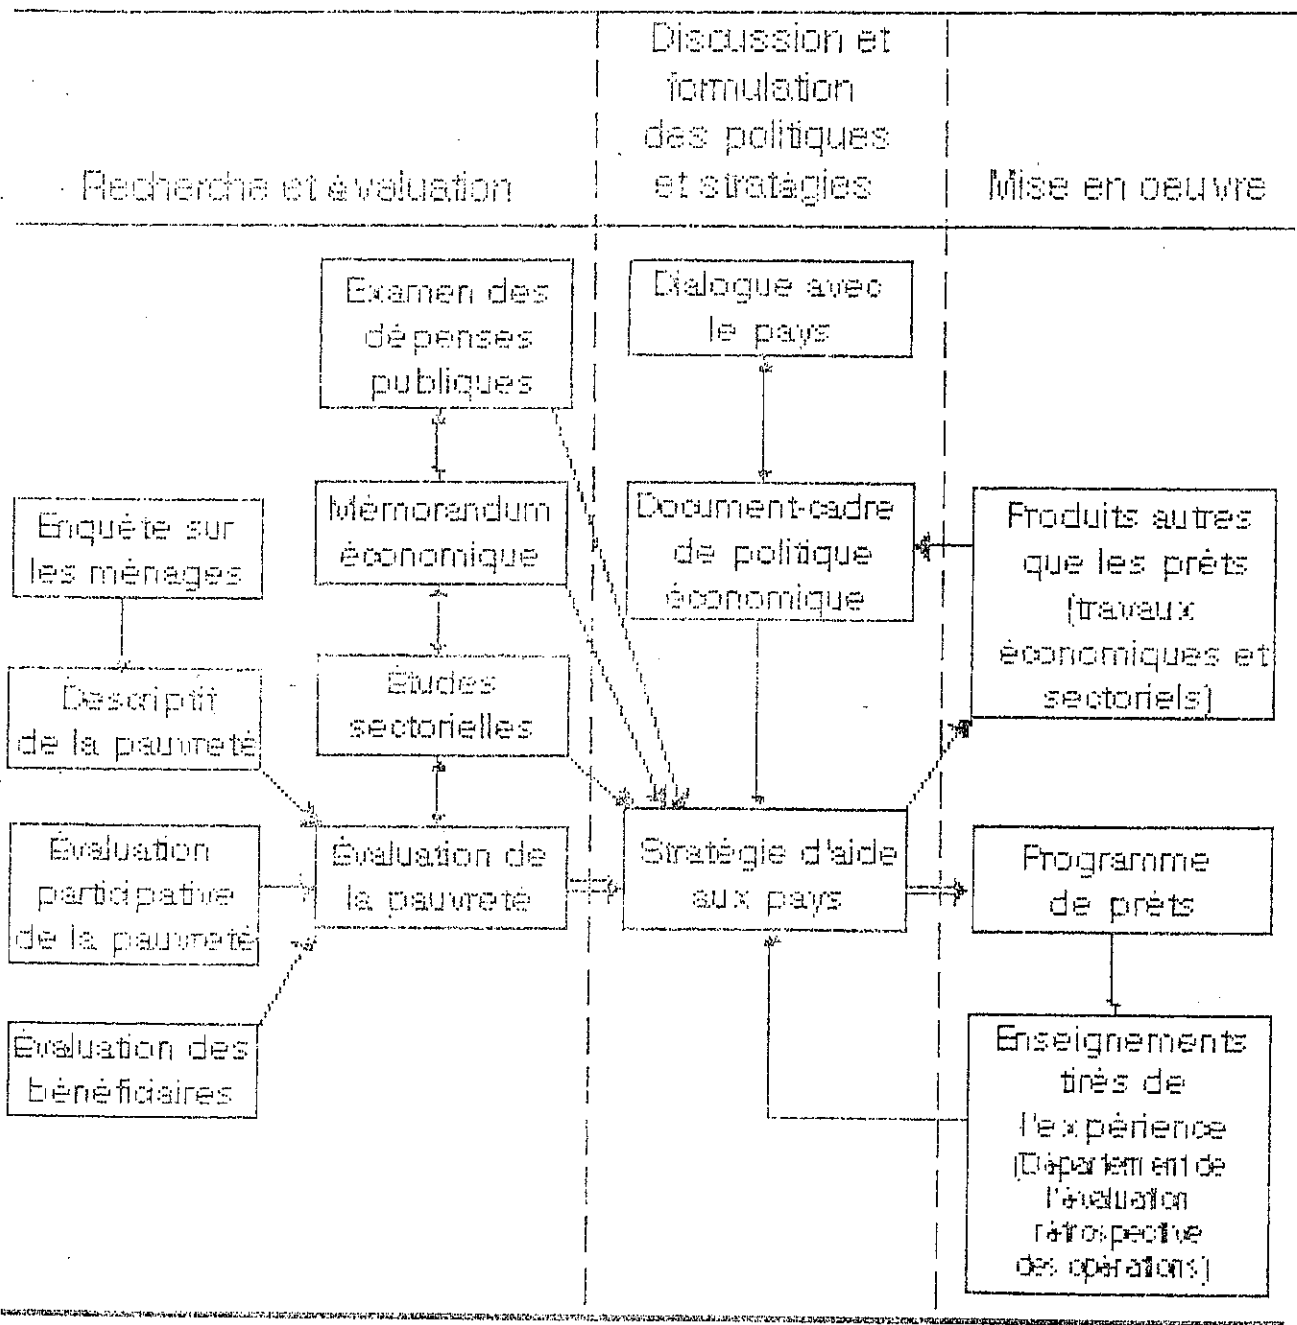 Recherche et évaluation
Discussion et
formulation
des politiques
et stratégies
Mise en oeuvre
Examen des
dépenses
publiques
Mémorandum
économique
Enquête sur
les ménages
Descriptif
de la pauvreté
Études
sectorielles
Évaluation
participative
de la pauvreté
Évaluation de
la pauvreté
Évaluation des
bénéficiaires
Dialogue avec
le pays
Document-cadre
de politique
économique
Stratégie d'aide
aux pays
Produits autres
que les prêts
(travaux
économiques et
sectoriels)
Programme
de prêts
Enseignements
tirés de
l'expérience
(Département de
l'évaluation
rétrospective
des opérations)